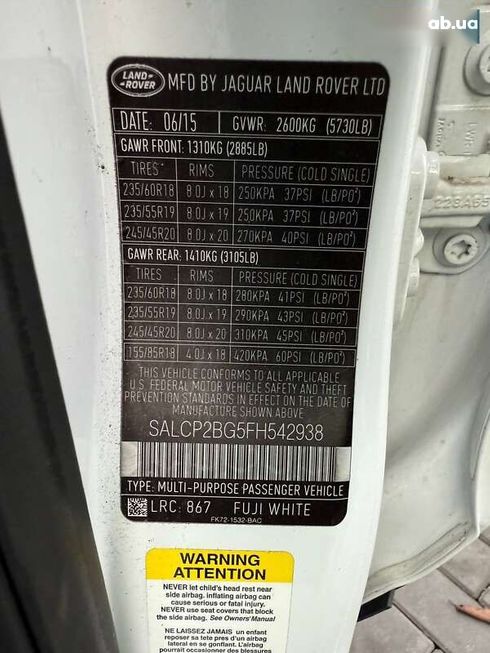 ab.ua
LAND ROVER MFD BY JAGUAR LAND ROVER LTD
DATE: 06/15 GVWR: 2600KG (5730LB)
GAWR FRONT: 1310KG (2885LB)
TIRES RIMS PRESSURE (COLD SINGLE)
235/60R18 8.0J x 18 250KPA 37PSI (LB/PO²)
235/55R19 8.0J x 19 250KPA 37PSI (LB/PO²)
245/45R20 8.0J x 20 270KPA 40PSI (LB/PO²)
GAWR REAR: 1410KG (3105LB)
TIRES RIMS PRESSURE (COLD SINGLE)
235/60R18 8.0J x 18 280KPA 41PSI (LB/PO²)
235/55R19 8.0J x 19 290KPA 43PSI (LB/PO²)
245/45R20 8.0J x 20 310KPA 45PSI (LB/PO²)
155/85R18 4.0J x 18 420KPA 60PSI (LB/PO²)
THIS VEHICLE CONFORMS TO ALL APPLICABLE
U.S. FEDERAL MOTOR VEHICLE SAFETY AND THEFT
PREVENTION STANDARDS IN EFFECT ON THE DATE
OF MANUFACTURE SHOWN ABOVE.
SALCP2BG5FH542938
TYPE: MULTI-PURPOSE PASSENGER VEHICLE
LRC: 867 FUJI WHITE
FK72-1532-BAC
WARNING
ATTENTION
NEVER let child's head rest near
side airbag. inflating airbag can
cause serious or fatal injury.
NEVER use seat covers that block
the side airbag. See Owners' Manual
NE LAISSEZ JAMAIS un enfant
reposer sa tête près d'un airbag
latéral en se gonflant, l'airbag